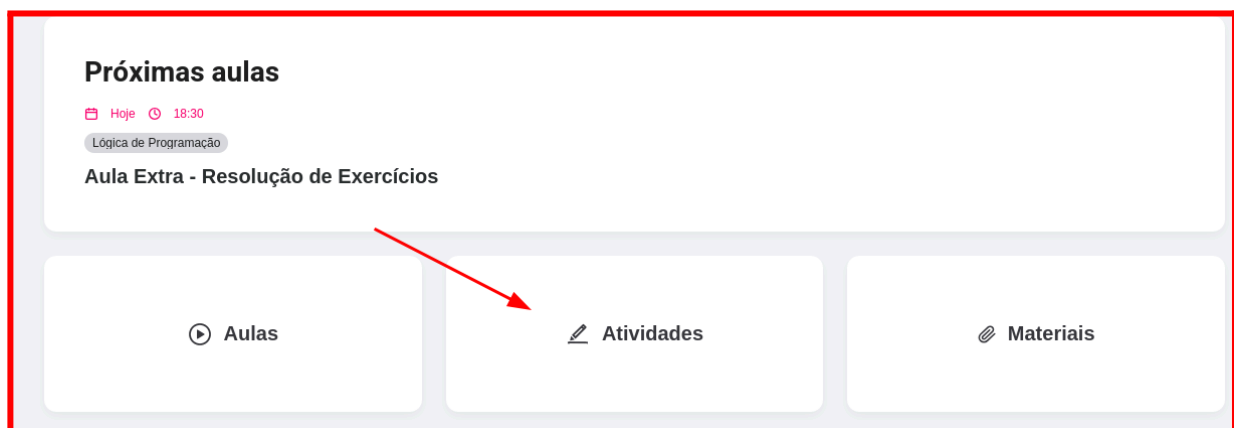 Próximas aulas
Hoje 18:30
Lógica de Programação
Aula Extra - Resolução de Exercícios
Aulas
Atividades
Materiais